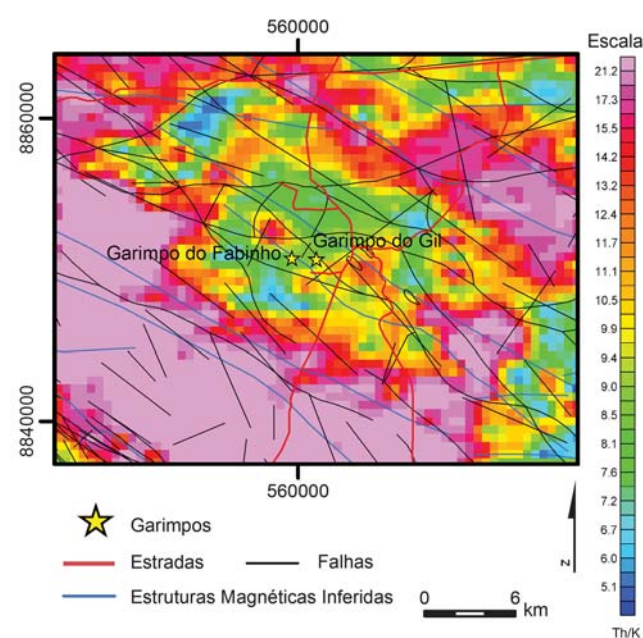 560000
Escala
8860000
8840000
Garimpo do Fabinho
Garimpo do Gil
21.2
17.3
15.5
14.2
13.2
12.4
11.7
11.1
10.5
9.9
9.4
9.0
8.5
8.1
7.6
7.2
6.7
6.0
5.1
Th/K
560000
Garimpos
Estradas
Falhas
Estruturas Magnéticas Inferidas
0 6
km
N